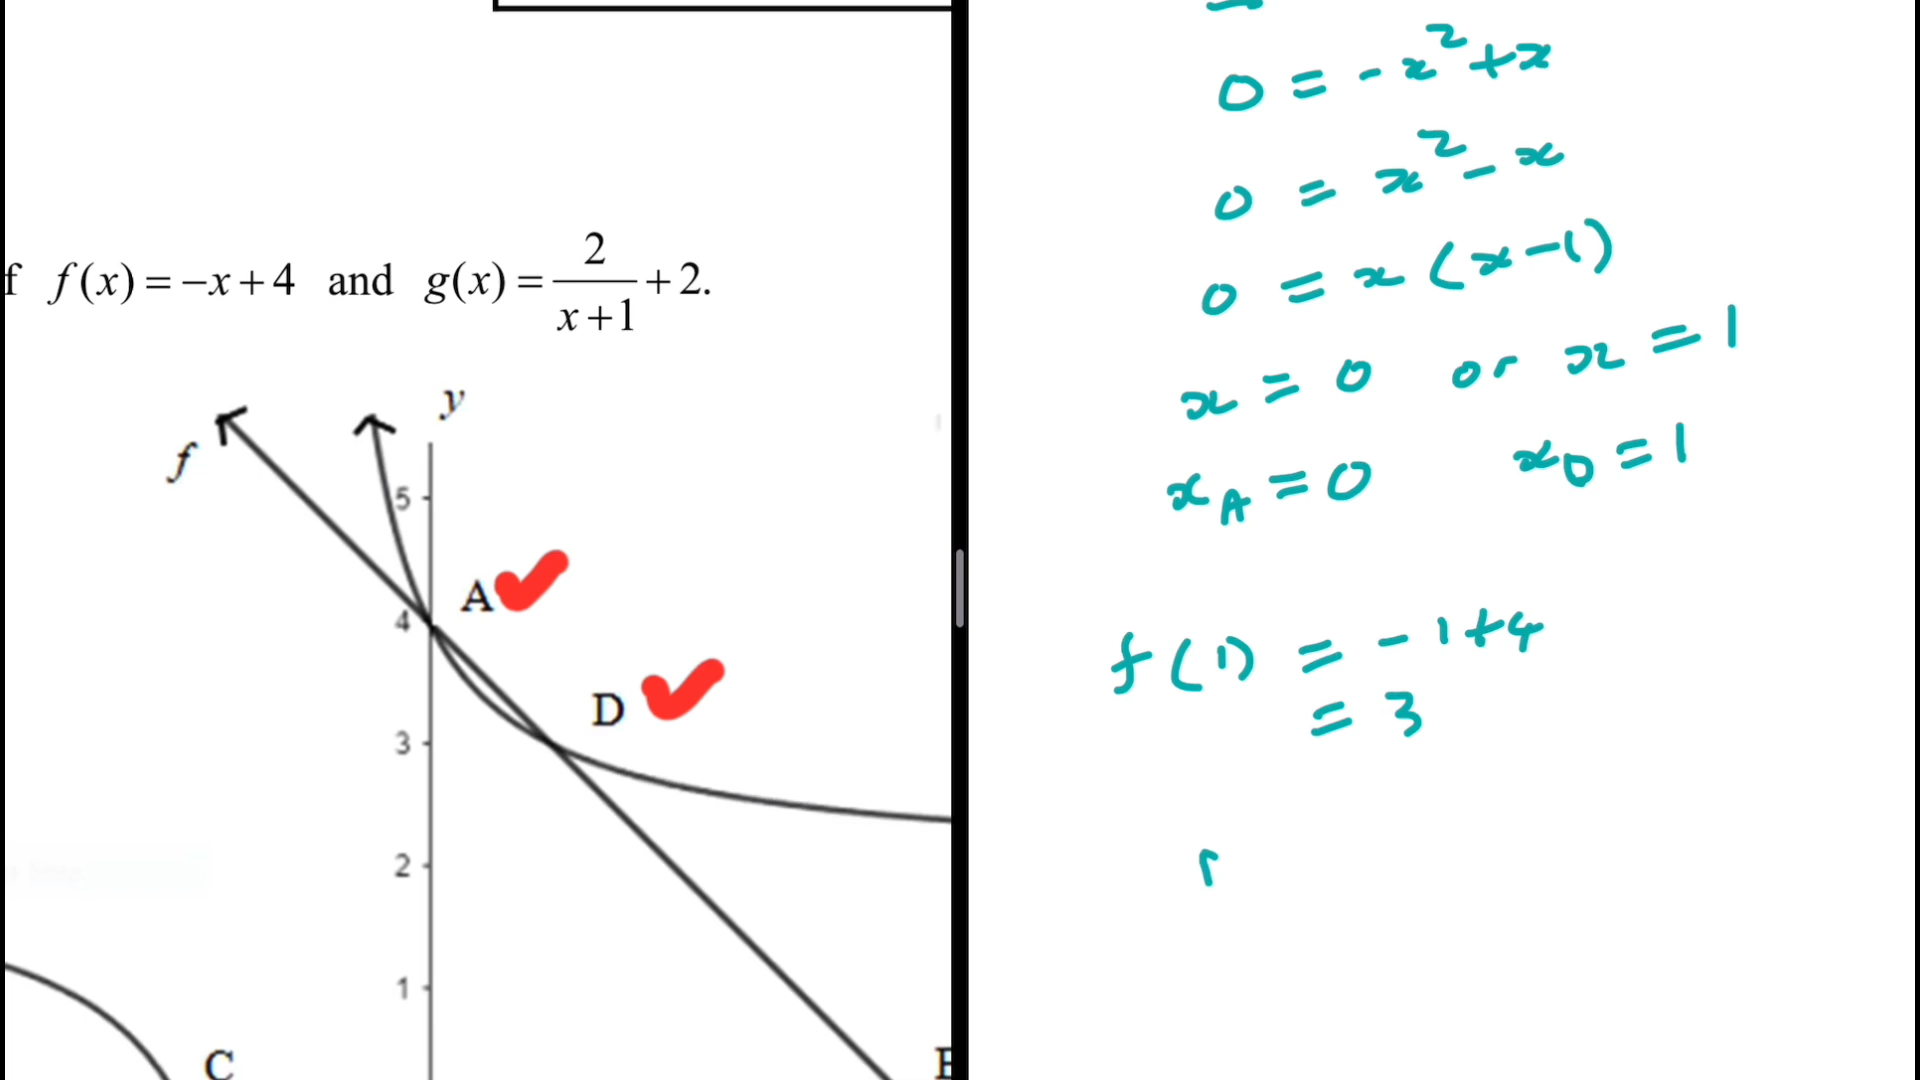 f f(x) = −x + 4 and g(x) = 2/(x+1) + 2.
y
f
5
A
4
D
3
2
1
C
0 = -x² + x
0 = x² - x
0 = x(x-1)
x = 0 or x = 1
x_A = 0 x_D = 1
f(1) = -1+4
= 3